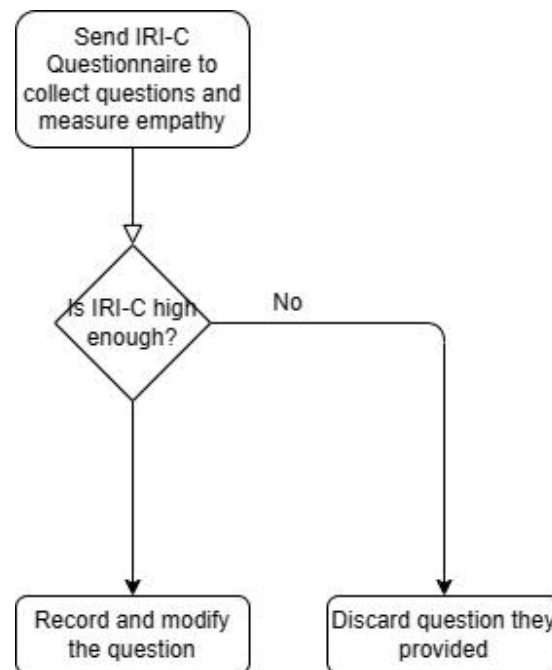 Send IRI-C
Questionnaire to
collect questions and
measure empathy
Is IRI-C high
enough?
No
Record and modify
the question
Discard question they
provided